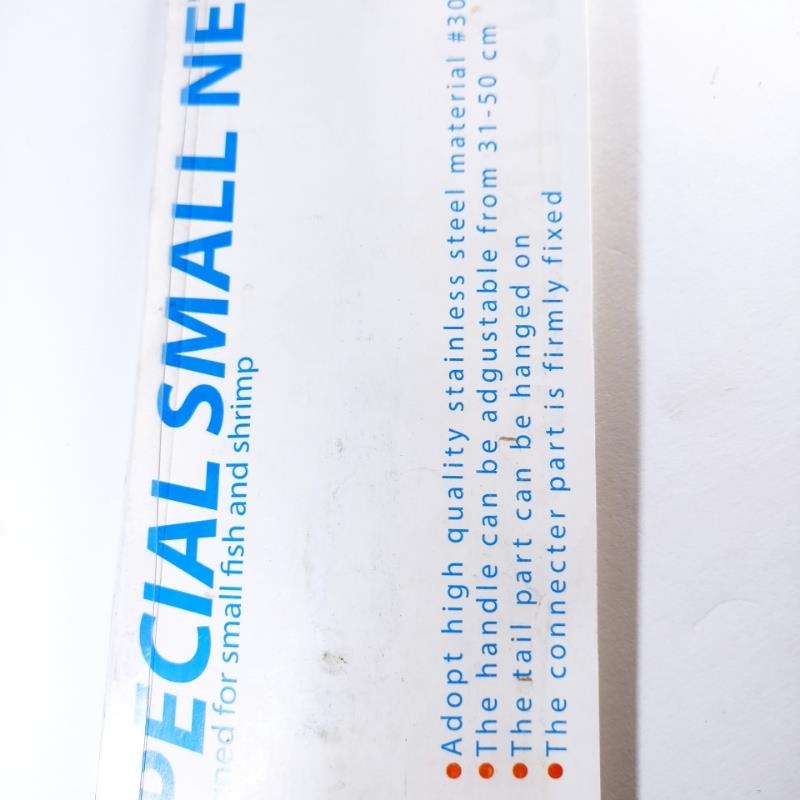 PECIAL SMALL NE
ned for small fish and shrimp
Adopt high quality stainless steel material #30
The handle can be adgustable from 31-50 cm
The tail part can be hanged on
The connecter part is firmly fixed